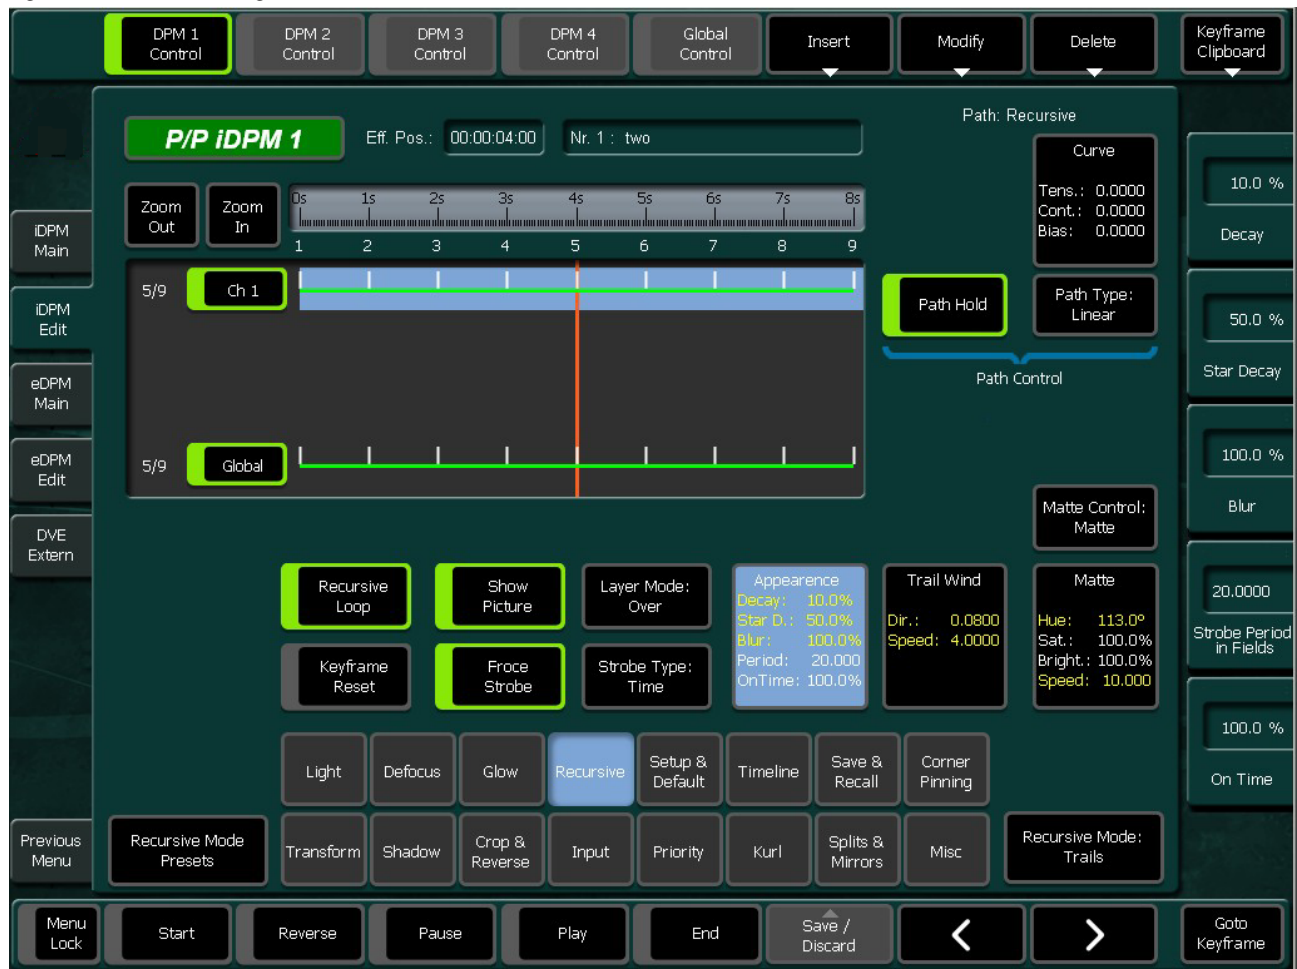 DPM 1
Control
DPM 2
Control
DPM 3
Control
DPM 4
Control
Global
Control
Insert
Modify
Delete
Keyframe
Clipboard
P/P iDPM 1
Eff. Pos.: 00:00:04:00
Nr. 1 : two
Path: Recursive
Zoom
Out
Zoom
In
0s 1s 2s 3s 4s 5s 6s 7s 8s
1 2 3 4 5 6 7 8 9
Curve
Tens.: 0.0000
Cont.: 0.0000
Bias: 0.0000
10.0 %
Decay
iDPM
Main
iDPM
Edit
eDPM
Main
eDPM
Edit
DVE
Extern
5/9
Ch 1
Path Hold
Path Type:
Linear
Path Control
50.0 %
Star Decay
5/9
Global
100.0 %
Blur
Matte Control:
Matte
Recursive
Loop
Show
Picture
Layer Mode:
Over
Appearence
Decay: 10.0%
Star D.: 50.0%
Blur: 100.0%
Period: 20.000
OnTime: 100.0%
Trail Wind
Dir.: 0.0800
Speed: 4.0000
Matte
Hue: 113.0º
Sat.: 100.0%
Bright.: 100.0%
Speed: 10.000
20.0000
Strobe Period
in Fields
Keyframe
Reset
Froce
Strobe
Strobe Type:
Time
100.0 %
On Time
Light
Defocus
Glow
Recursive
Setup &
Default
Timeline
Save &
Recall
Corner
Pinning
Previous
Menu
Recursive Mode
Presets
Transform
Shadow
Crop &
Reverse
Input
Priority
Kurl
Splits &
Mirrors
Misc
Recursive Mode:
Trails
Menu
Lock
Start
Reverse
Pause
Play
End
Save /
Discard
Goto
Keyframe